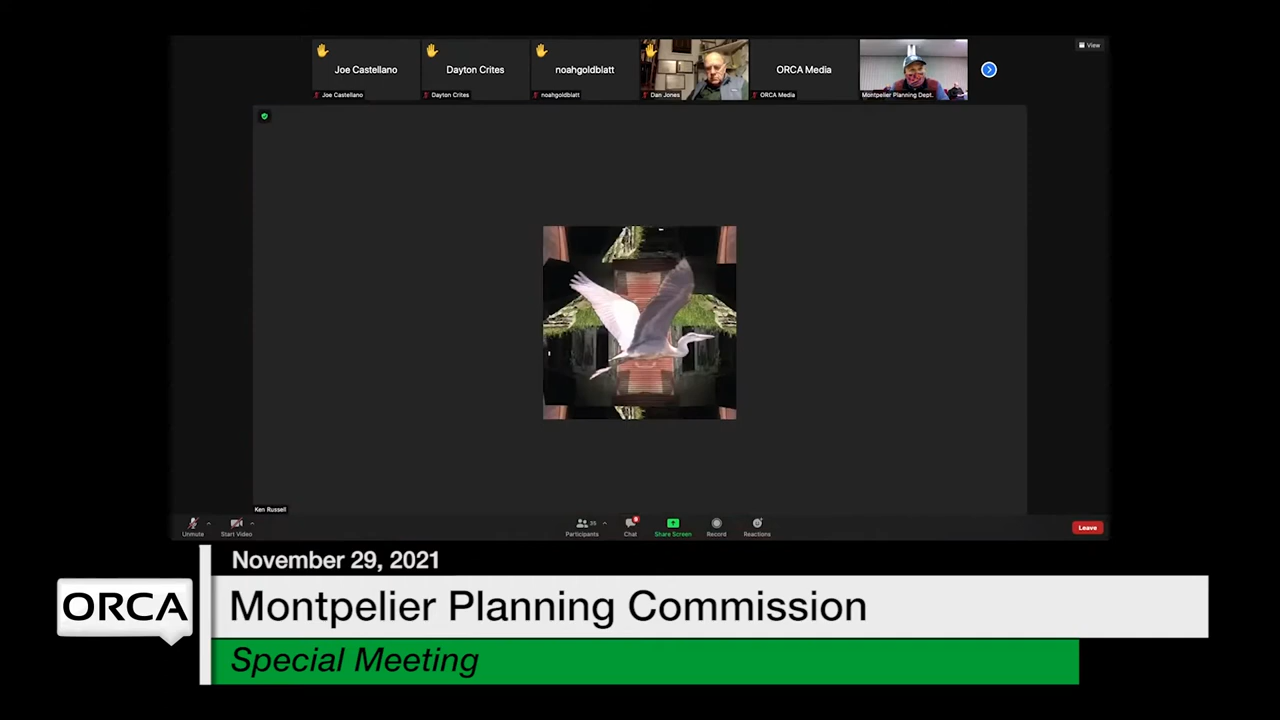 View
Joe Castellano
Dayton Crites
noahgoldblatt
ORCA Media
Joe Castellano
Dayton Crites
noahgoldblatt
Dan Jones
ORCA Media
Montpelier Planning Dept.
Ken Russell
35
8
Unmute
Start Video
Participants
Chat
Share Screen
Record
Reactions
Leave
November 29, 2021
ORCA
Montpelier Planning Commission
Special Meeting